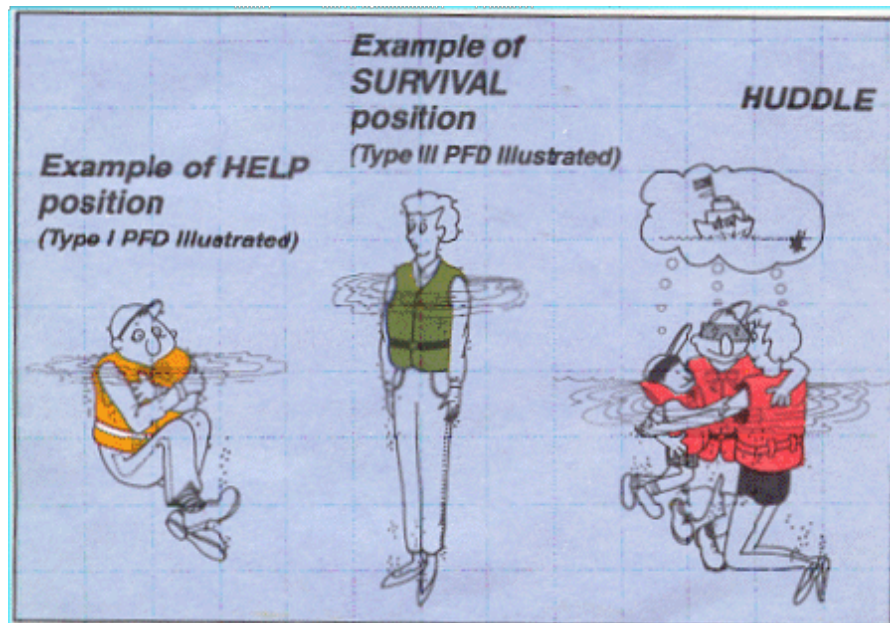 Example of HELP
position
(Type I PFD Illustrated)
Example of
SURVIVAL
position
(Type III PFD Illustrated)
HUDDLE